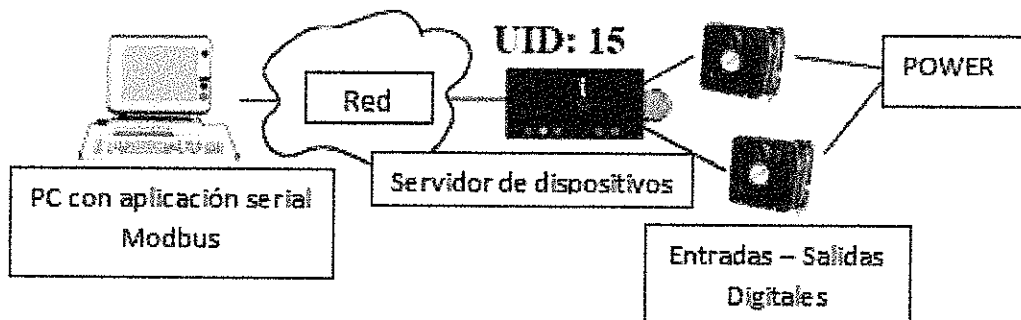 UID: 15
POWER
Red
Servidor de dispositivos
PC con aplicación serial
Modbus
Entradas – Salidas
Digitales